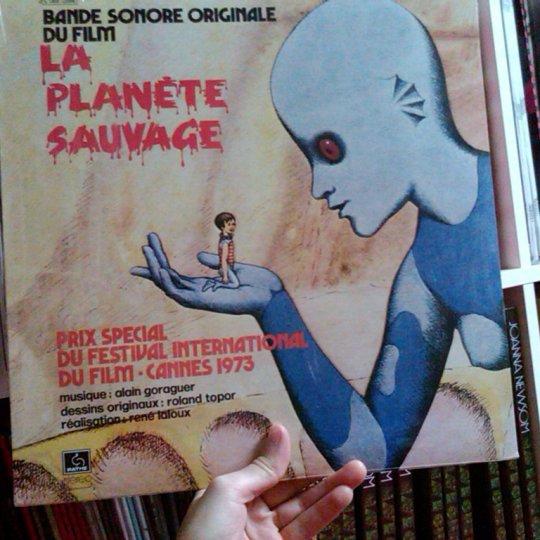 BANDE SONORE ORIGINALE
DU FILM
LA
PLANÈTE
SAUVAGE
PRIX SPECIAL
DU FESTIVAL INTERNATIONAL
DU FILM • CANNES 1973
musique : alain goraguer
dessins originaux : roland topor
réalisation : rené laloux
PATHE
JOANNA NEWSOM